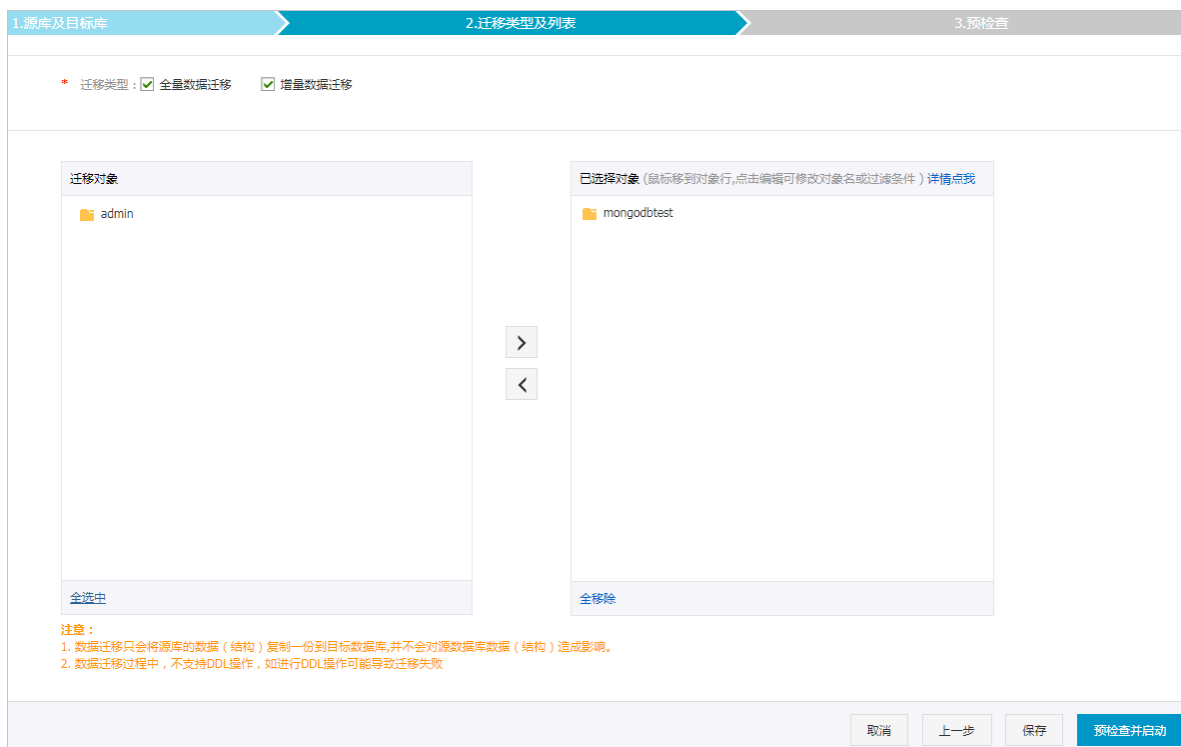 1.源库及目标库
2.迁移类型及列表
3.预检查
* 迁移类型：全量数据迁移 增量数据迁移
迁移对象
admin
全选中
已选择对象 (鼠标移到对象行,点击编辑可修改对象名或过滤条件 ) 详情点我
mongodbtest
全移除
注意：
1. 数据迁移只会将源库的数据（结构）复制一份到目标数据库,并不会对源数据库数据（结构）造成影响。
2. 数据迁移过程中，不支持DDL操作，如进行DDL操作可能导致迁移失败
取消 上一步 保存 预检查并启动